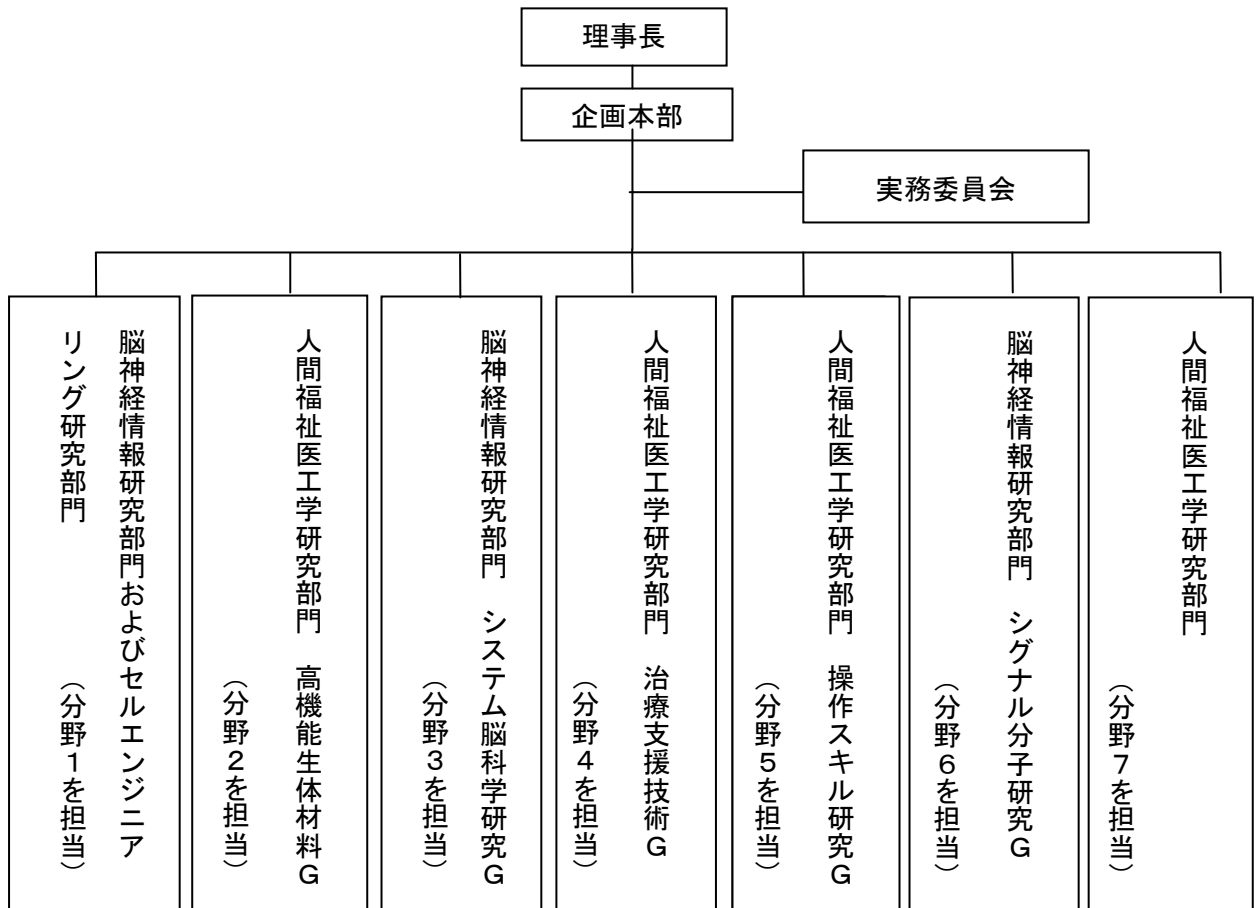 理事長
企画本部
実務委員会
脳神経情報研究部門およびセルエンジニア
リング研究部門
（分野１を担当）
人間福祉医工学研究部門　高機能生体材料Ｇ
（分野２を担当）
脳神経情報研究部門　システム脳科学研究Ｇ
（分野３を担当）
人間福祉医工学研究部門　治療支援技術Ｇ
（分野４を担当）
人間福祉医工学研究部門　操作スキル研究Ｇ
（分野５を担当）
脳神経情報研究部門　シグナル分子研究Ｇ
（分野６を担当）
人間福祉医工学研究部門
（分野７を担当）